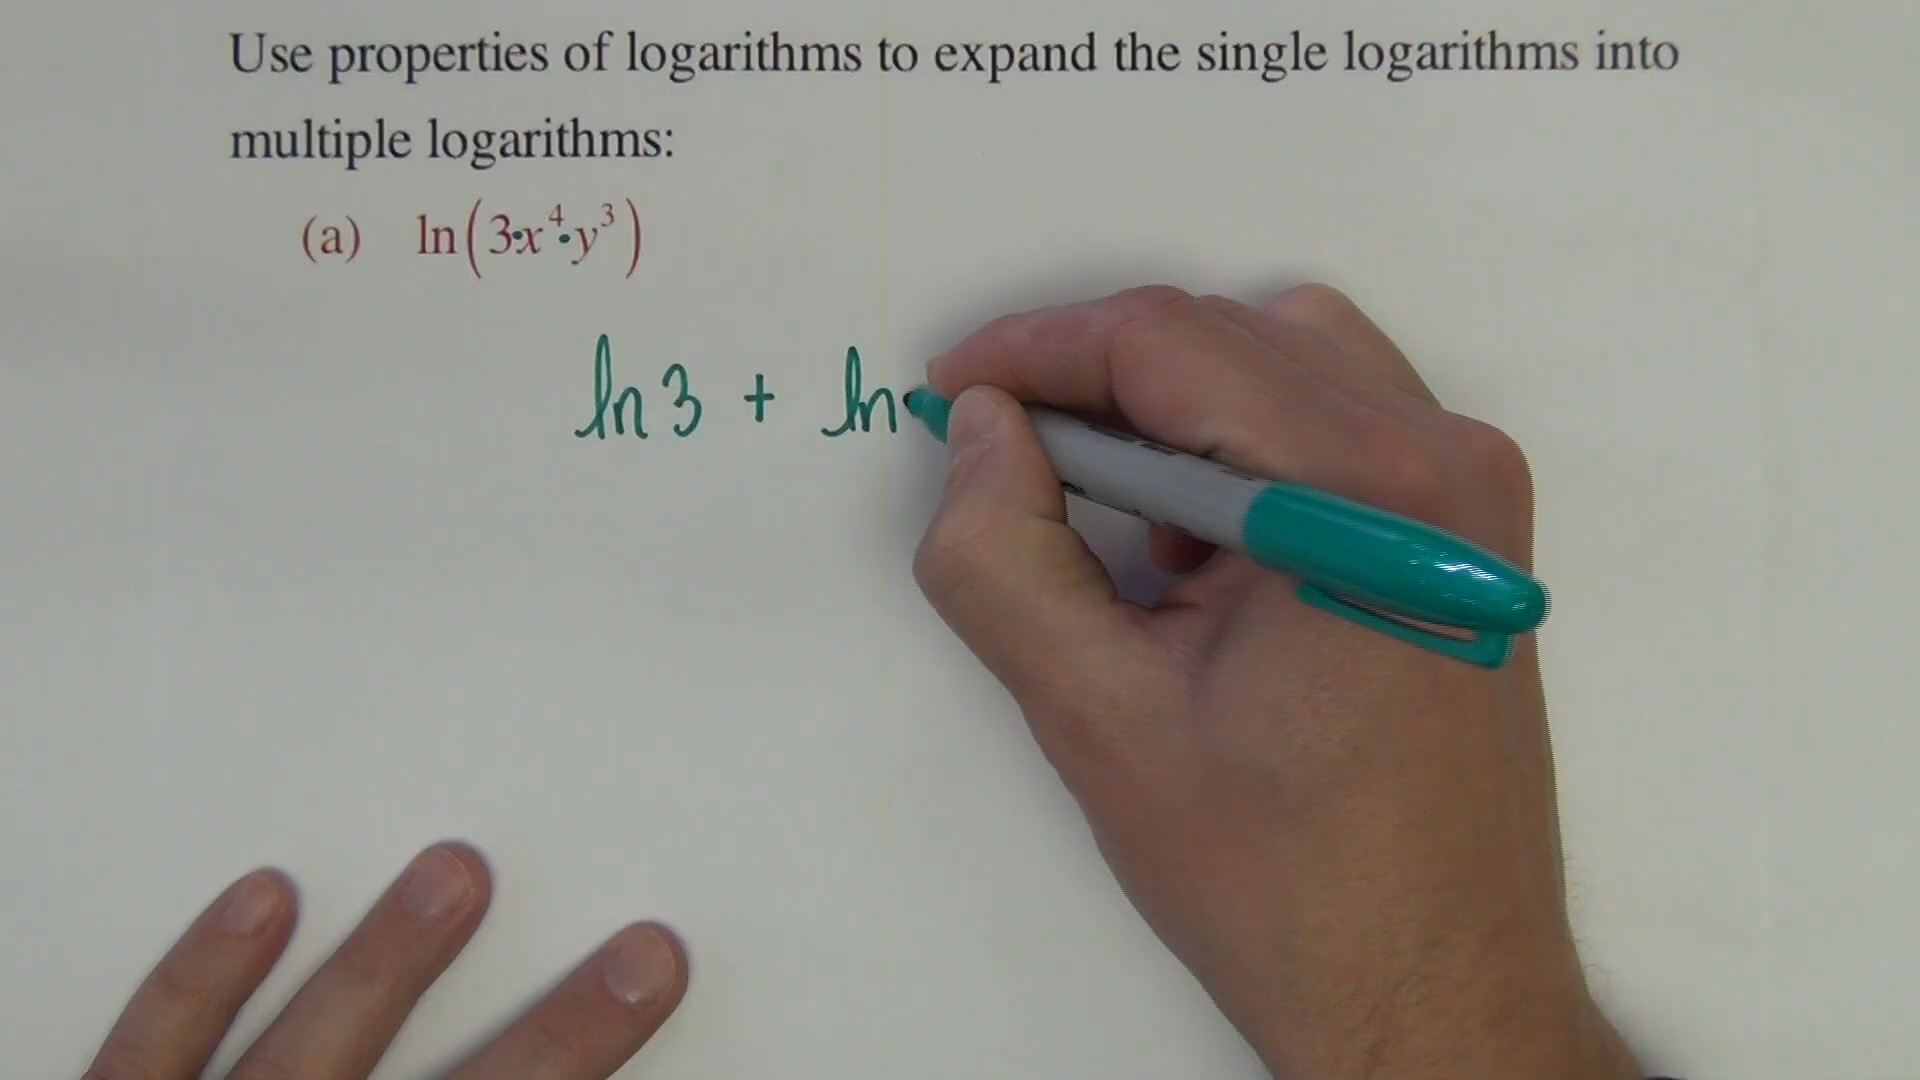 Use properties of logarithms to expand the single logarithms into
multiple logarithms:
(a) ln(3·x⁴·y³)
ln 3 + ln